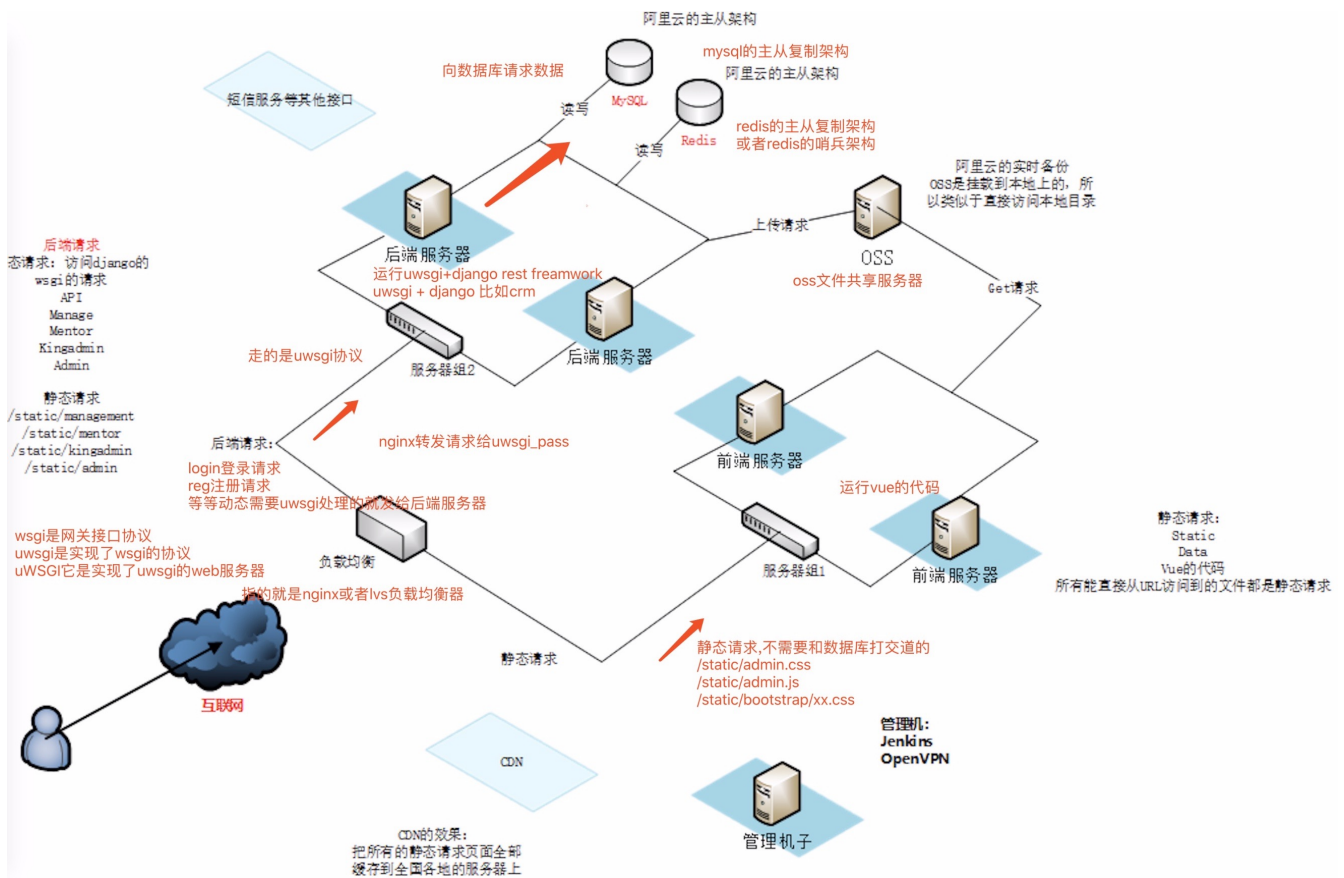 阿里云的主从架构
mysql的主从复制架构
阿里云的主从架构
向数据库请求数据
MySQL
读写
Redis
读写
redis的主从复制架构
或者redis的哨兵架构
短信服务等其他接口
阿里云的实时备份
OSS是挂载到本地上的，所
以类似于直接访问本地目录
上传请求
OSS
oss文件共享服务器
Get请求
后端请求
态请求：访问django的
wsgi的请求
API
Manage
Mentor
Kingadmin
Admin
静态请求
/static/management
/static/mentor
/static/kingadmin
/static/admin
后端服务器
运行uwsgi+django rest freamwork
uwsgi + django 比如crm
后端服务器
服务器组2
走的是uwsgi协议
nginx转发请求给uwsgi_pass
后端请求：
login登录请求
reg注册请求
等等动态需要uwsgi处理的就发给后端服务器
wsgi是网关接口协议
uwsgi是实现了wsgi的协议
uWSGI它是实现了uwsgi的web服务器
负载均衡
指的就是nginx或者lvs负载均衡器
前端服务器
运行vue的代码
前端服务器
服务器组1
静态请求：
Static
Data
Vue的代码
所有能直接从URL访问到的文件都是静态请求
互联网
静态请求
静态请求,不需要和数据库打交道的
/static/admin.css
/static/admin.js
/static/bootstrap/xx.css
管理机：
Jenkins
OpenVPN
CDN
管理机子
CDN的效果：
把所有的静态请求页面全部
缓存到全国各地的服务器上